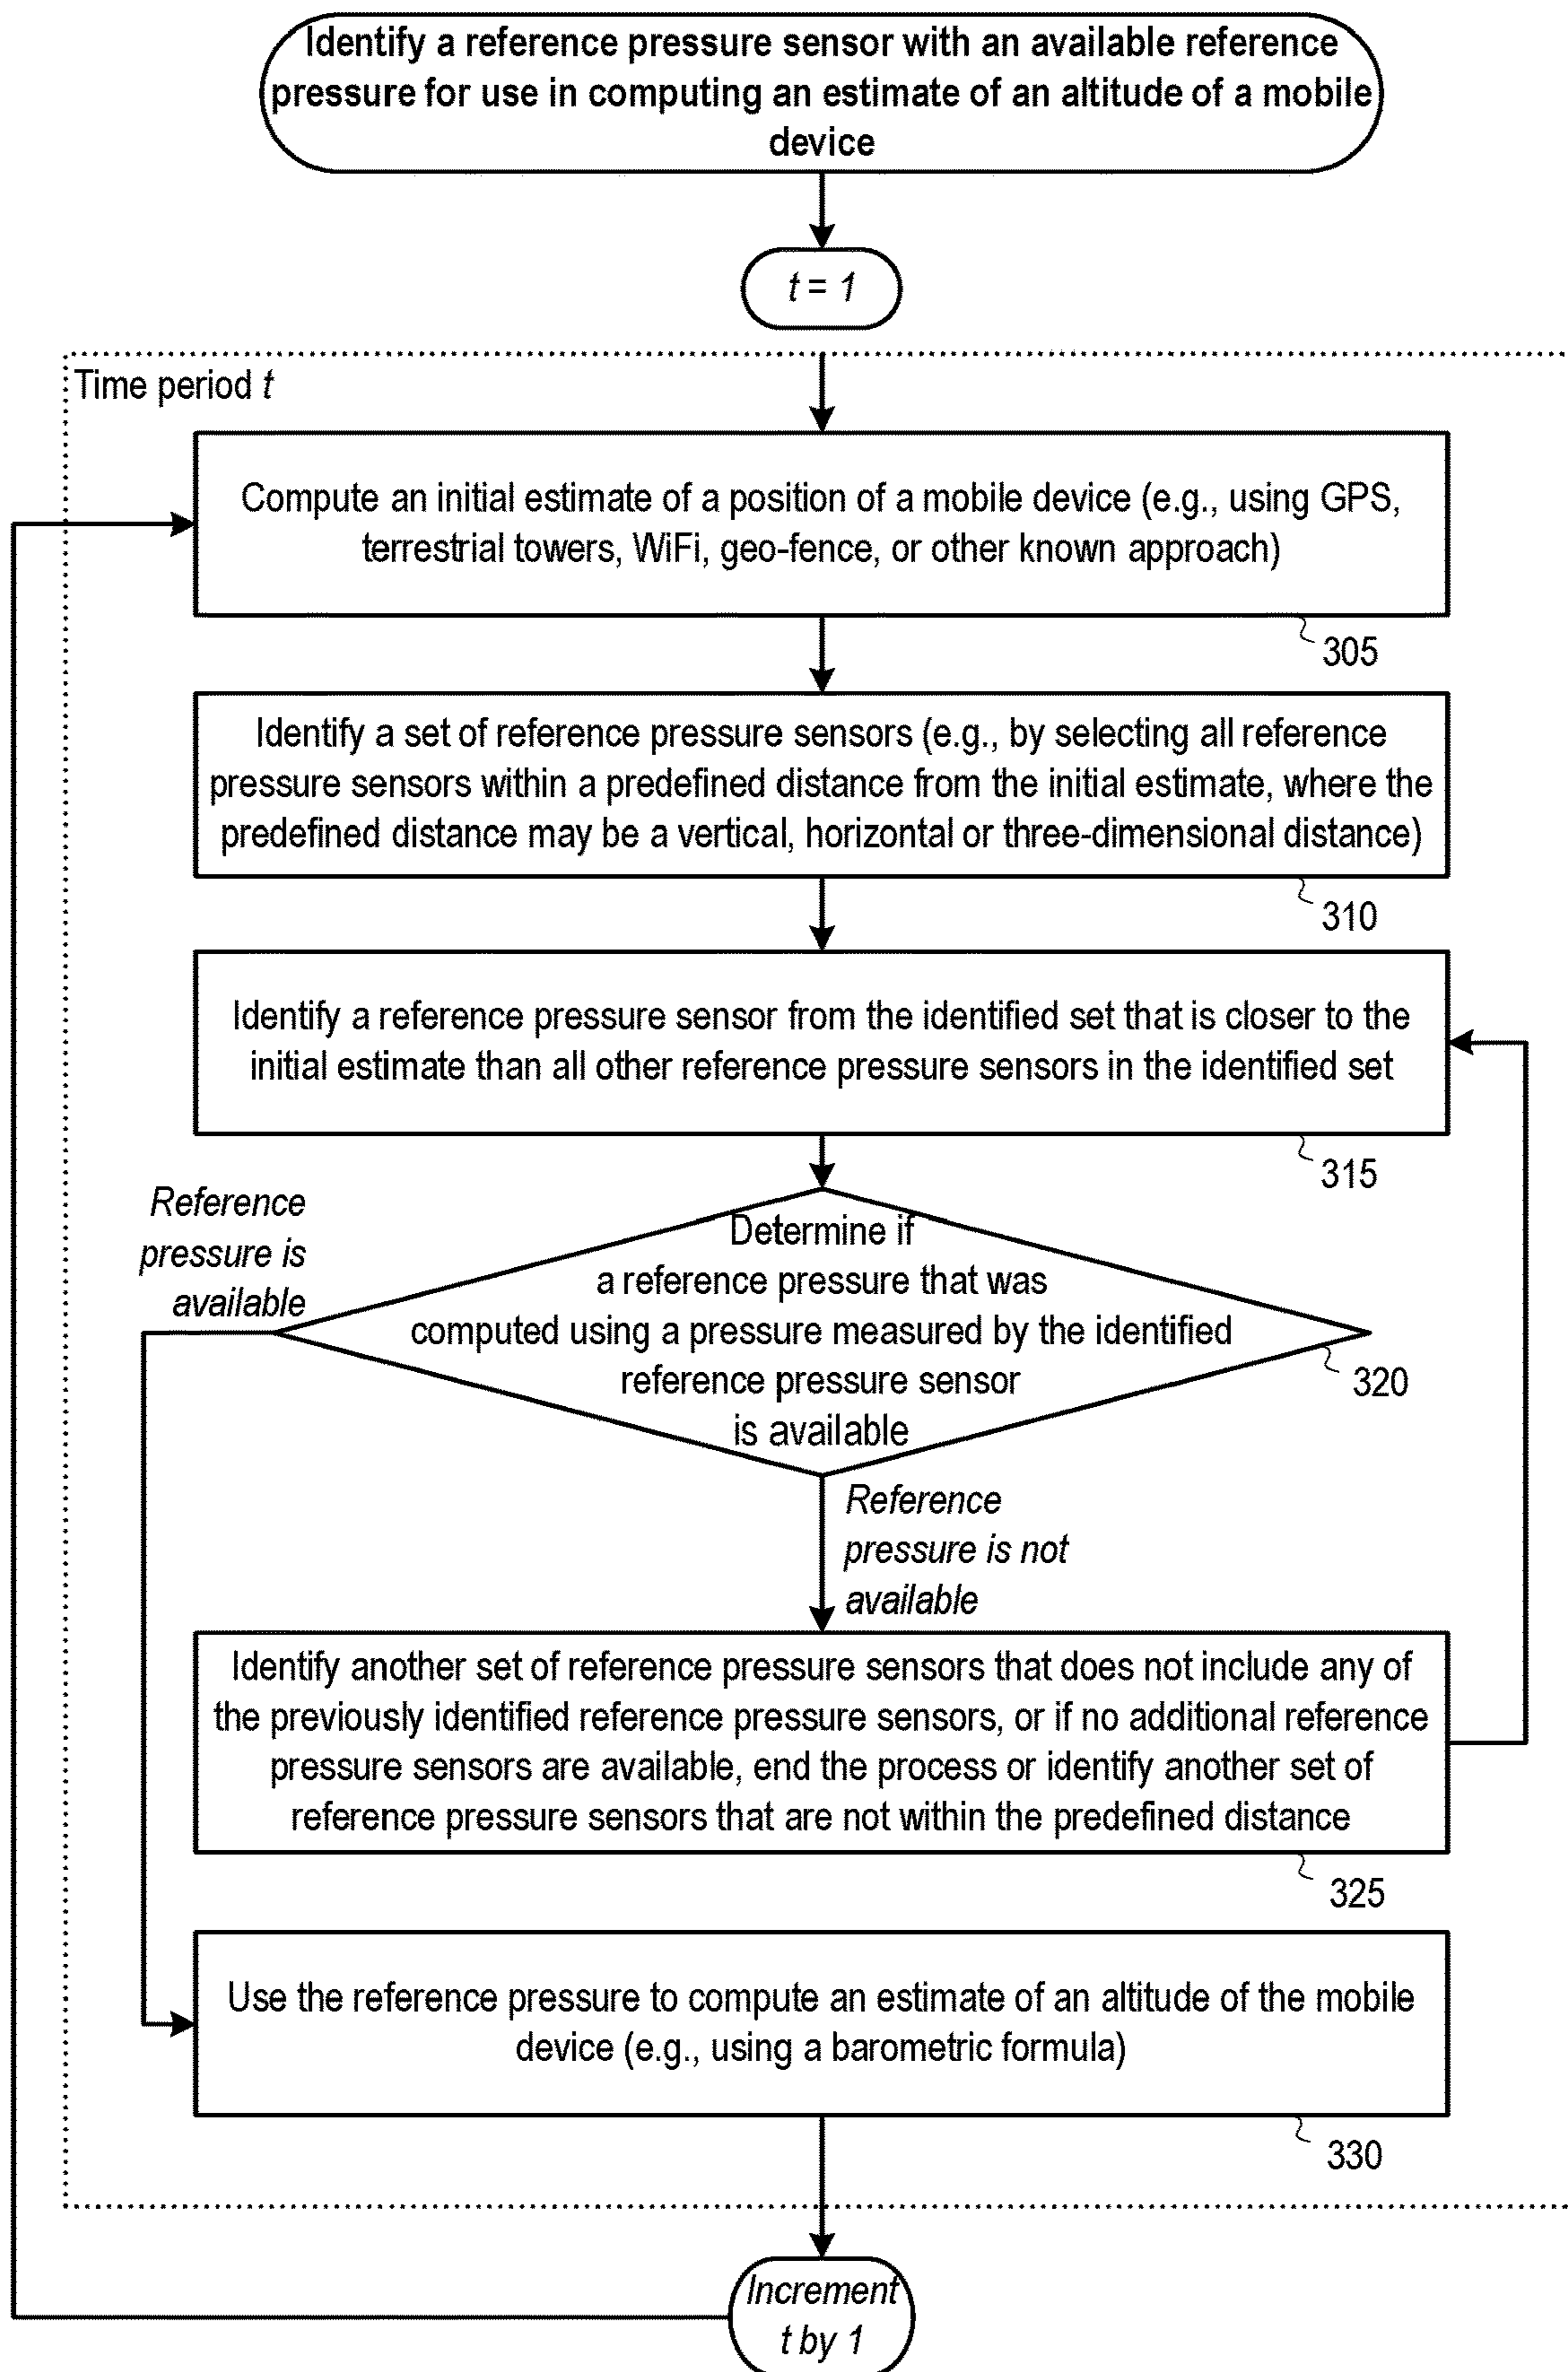 Identify a reference pressure sensor with an available reference
pressure for use in computing an estimate of an altitude of a mobile
device
t = 1
Time period t
Compute an initial estimate of a position of a mobile device (e.g., using GPS,
terrestrial towers, WiFi, geo-fence, or other known approach)
305
Identify a set of reference pressure sensors (e.g., by selecting all reference
pressure sensors within a predefined distance from the initial estimate, where the
predefined distance may be a vertical, horizontal or three-dimensional distance)
310
Identify a reference pressure sensor from the identified set that is closer to the
initial estimate than all other reference pressure sensors in the identified set
315
Reference
pressure is
available
Determine if
a reference pressure that was
computed using a pressure measured by the identified
reference pressure sensor
is available
320
Reference
pressure is not
available
Identify another set of reference pressure sensors that does not include any of
the previously identified reference pressure sensors, or if no additional reference
pressure sensors are available, end the process or identify another set of
reference pressure sensors that are not within the predefined distance
325
Use the reference pressure to compute an estimate of an altitude of the mobile
device (e.g., using a barometric formula)
330
Increment
t by 1